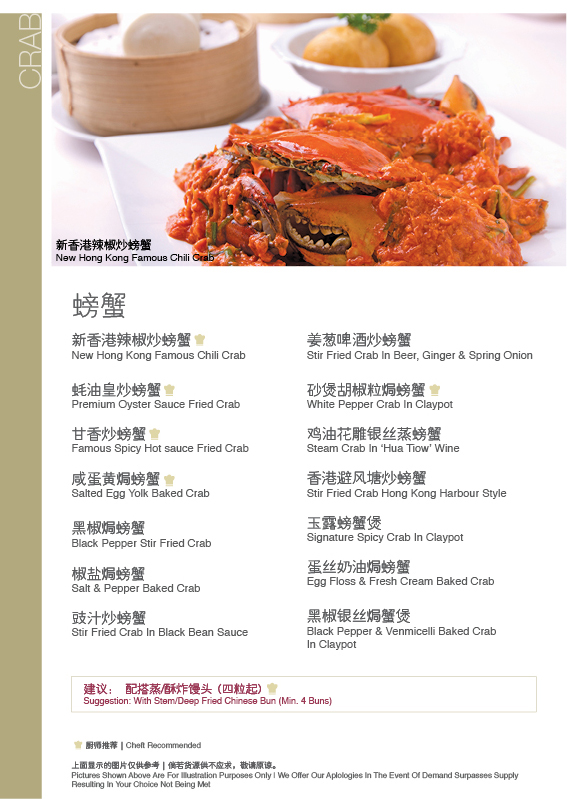 CRAB
新香港辣椒炒螃蟹
New Hong Kong Famous Chili Crab
螃蟹
新香港辣椒炒螃蟹
New Hong Kong Famous Chili Crab
蚝油皇炒螃蟹
Premium Oyster Sauce Fried Crab
甘香炒螃蟹
Famous Spicy Hot sauce Fried Crab
咸蛋黄焗螃蟹
Salted Egg Yolk Baked Crab
黑椒焗螃蟹
Black Pepper Stir Fried Crab
椒盐焗螃蟹
Salt & Pepper Baked Crab
豉汁炒螃蟹
Stir Fried Crab In Black Bean Sauce
姜葱啤酒炒螃蟹
Stir Fried Crab In Beer, Ginger & Spring Onion
砂煲胡椒粒焗螃蟹
White Pepper Crab In Claypot
鸡油花雕银丝蒸螃蟹
Steam Crab In ‘Hua Tiow’ Wine
香港避风塘炒螃蟹
Stir Fried Crab Hong Kong Harbour Style
玉露螃蟹煲
Signature Spicy Crab In Claypot
蛋丝奶油焗螃蟹
Egg Floss & Fresh Cream Baked Crab
黑椒银丝焗蟹煲
Black Pepper & Venmicelli Baked Crab
In Claypot
建议： 配搭蒸/酥炸馒头 (四粒起)
Suggestion: With Stem/Deep Fried Chinese Bun (Min. 4 Buns)
厨师推荐 | Cheft Recommended
上面显示的图片仅供参考 | 倘若货源供不应求，敬请原谅。
Pictures Shown Above Are For Illustration Purposes Only | We Offer Our Aplologies In The Event Of Demand Surpasses Supply
Resulting In Your Choice Not Being Met